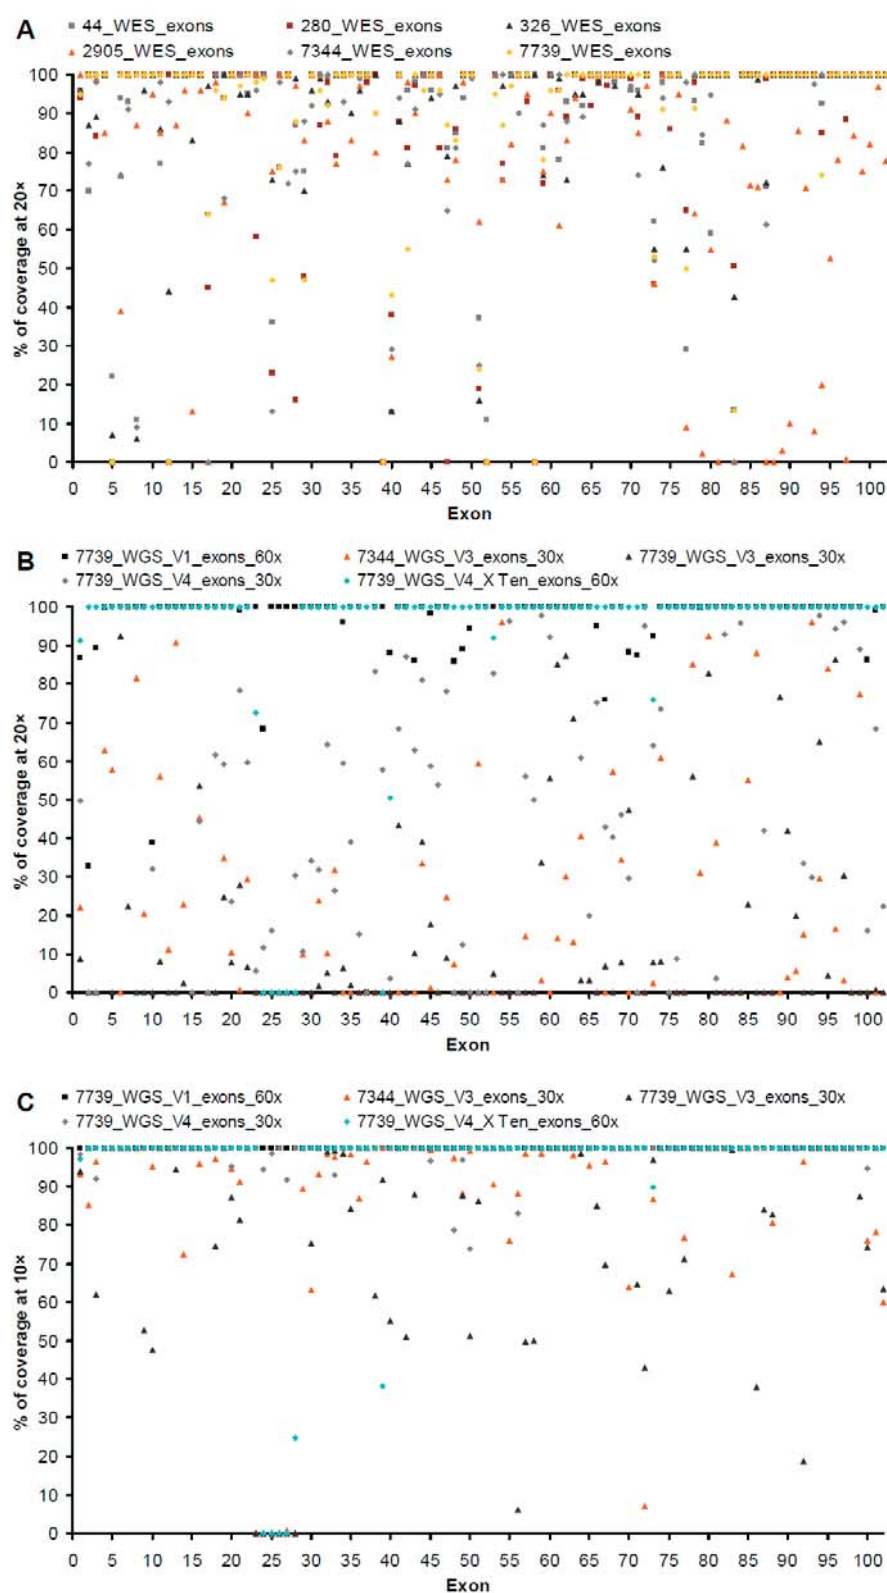 A
44_WES_exons 280_WES_exons 326_WES_exons
2905_WES_exons 7344_WES_exons 7739_WES_exons
100
90
80
70
60
50
40
30
20
10
0
% of coverage at 20×
0 5 10 15 20 25 30 35 40 45 50 55 60 65 70 75 80 85 90 95 100
Exon
B
7739_WGS_V1_exons_60x 7344_WGS_V3_exons_30x 7739_WGS_V3_exons_30x
7739_WGS_V4_exons_30x 7739_WGS_V4_X Ten_exons_60x
100
90
80
70
60
50
40
30
20
10
0
% of coverage at 20×
0 5 10 15 20 25 30 35 40 45 50 55 60 65 70 75 80 85 90 95 100
Exon
C
7739_WGS_V1_exons_60x 7344_WGS_V3_exons_30x 7739_WGS_V3_exons_30x
7739_WGS_V4_exons_30x 7739_WGS_V4_X Ten_exons_60x
100
90
80
70
60
50
40
30
20
10
0
% of coverage at 10×
0 5 10 15 20 25 30 35 40 45 50 55 60 65 70 75 80 85 90 95 100
Exon